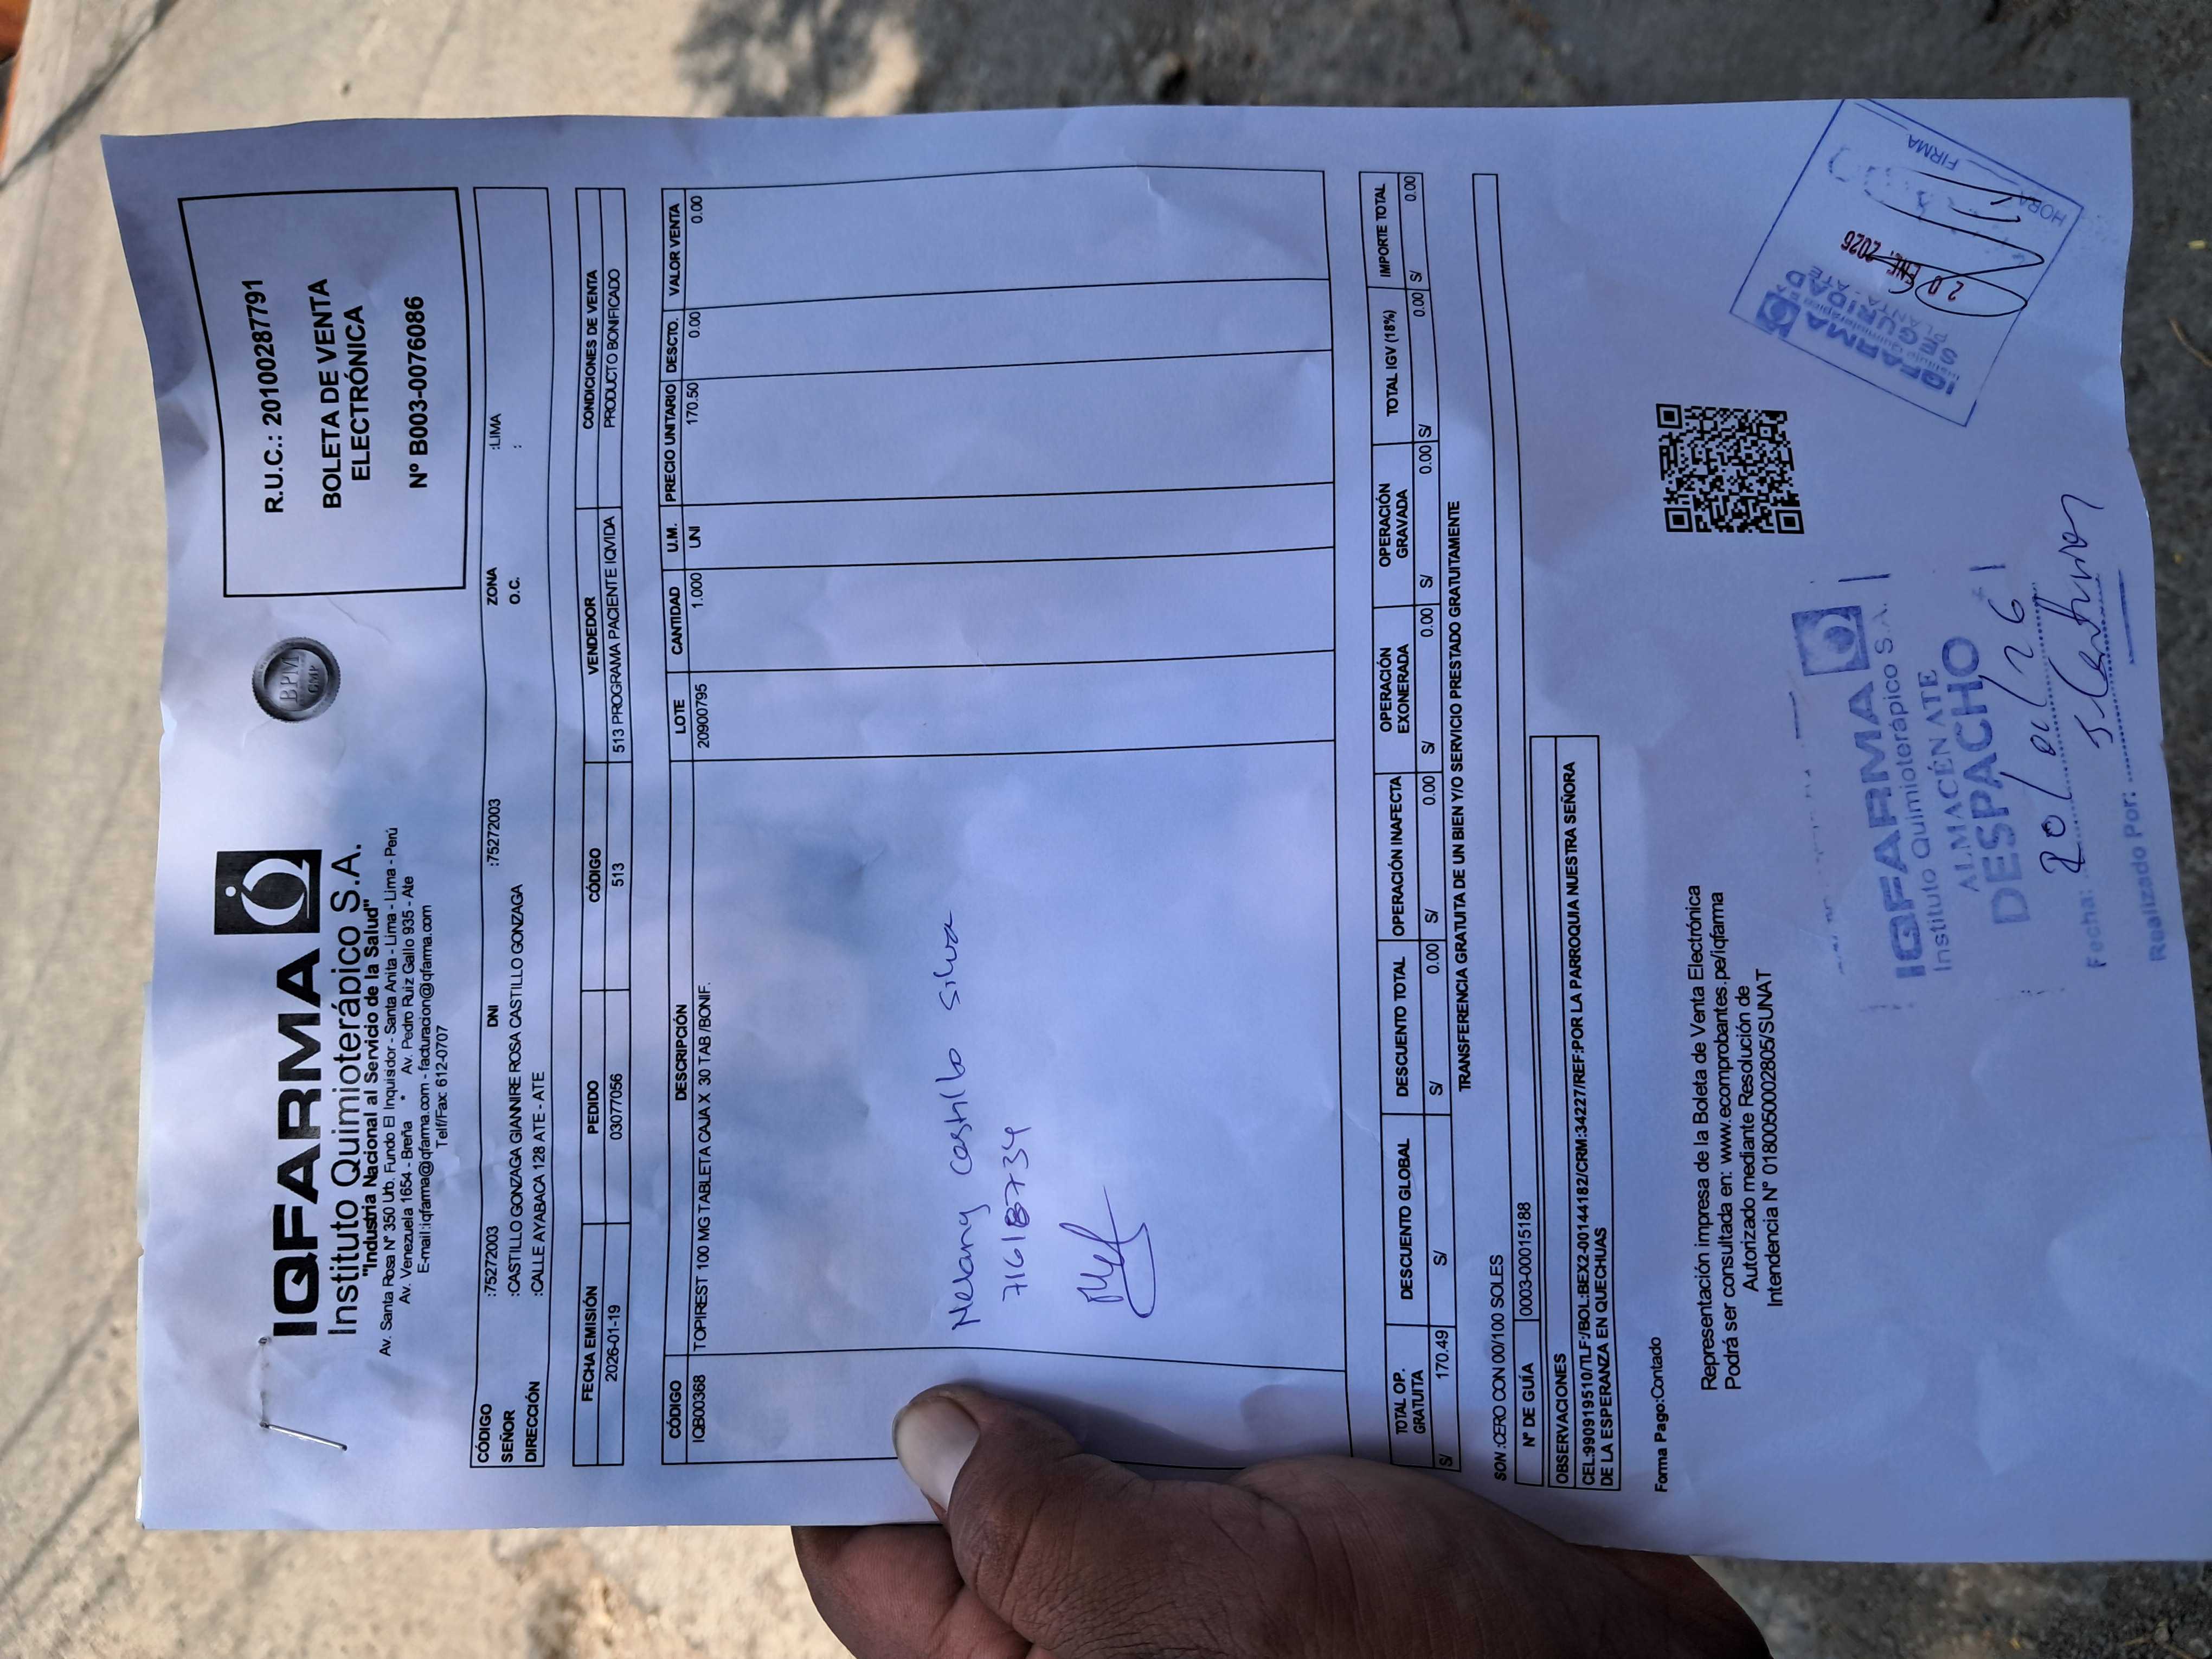 IQFARMA
Instituto Quimioterápico S.A.
"Industria Nacional al Servicio de la Salud"
Av. Santa Rosa N° 350 Urb. Fundo El Inquisidor - Santa Anita - Lima - Lima - Perú
Av. Venezuela 1654 - Breña * Av. Pedro Ruiz Gallo 935 - Ate
E-mail:iqfarma@iqfarma.com - facturacion@iqfarma.com
Telf/Fax: 612-0707
BPM
GMP
R.U.C.: 20100287791
BOLETA DE VENTA
ELECTRÓNICA
N° B003-0076086
CÓDIGO :75272003 DNI :75272003 ZONA :LIMA
SEÑOR :CASTILLO GONZAGA GIANNIRE ROSA CASTILLO GONZAGA O.C. :
DIRECCIÓN :CALLE AYABACA 128 ATE - ATE
FECHA EMISIÓN PEDIDO CÓDIGO VENDEDOR CONDICIONES DE VENTA
2026-01-19 03077056 513 513 PROGRAMA PACIENTE IQVIDA PRODUCTO BONIFICADO
CÓDIGO DESCRIPCIÓN LOTE CANTIDAD U.M. PRECIO UNITARIO DESCTO. VALOR VENTA
IQB00368 TOPIREST 100 MG TABLETA CAJA X 30 TAB /BONIF. 20900795 1.000 UNI 170.50 0.00 0.00
Melany Castillo Silva
71618734
TOTAL OP. GRATUITA DESCUENTO GLOBAL DESCUENTO TOTAL OPERACIÓN INAFECTA OPERACIÓN EXONERADA OPERACIÓN GRAVADA TOTAL IGV (18%) IMPORTE TOTAL
S/ 170.49 S/ S/ 0.00 S/ 0.00 S/ 0.00 S/ 0.00 S/ 0.00 S/ 0.00
TRANSFERENCIA GRATUITA DE UN BIEN Y/O SERVICIO PRESTADO GRATUITAMENTE
SON :CERO CON 00/100 SOLES
N° DE GUÍA 0003-00015188
OBSERVACIONES
CEL:990919510/TLF:/BOL:BEX2-00144182/CRM:34227/REF:POR LA PARROQUIA NUESTRA SEÑORA
DE LA ESPERANZA EN QUECHUAS
Forma Pago:Contado
Representación impresa de la Boleta de Venta Electrónica
Podrá ser consultada en: www.ecomprobantes.pe/iqfarma
Autorizado mediante Resolución de
Intendencia N° 0180050002805/SUNAT
IQFARMA
Instituto Quimioterápico S.A.
ALMACÉN ATE
DESPACHO
Fecha: 20/01/26
Realizado Por:
IQFARMA
SEGURIDAD
PLANTA - ATE
20 ENE. 2026
HORA
FIRMA